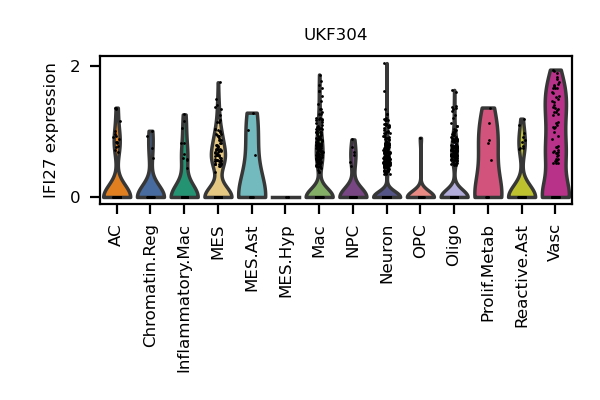 UKF304
IFI27 expression
2
0
AC
Chromatin.Reg
Inflammatory.Mac
MES
MES.Ast
MES.Hyp
Mac
NPC
Neuron
OPC
Oligo
Prolif.Metab
Reactive.Ast
Vasc